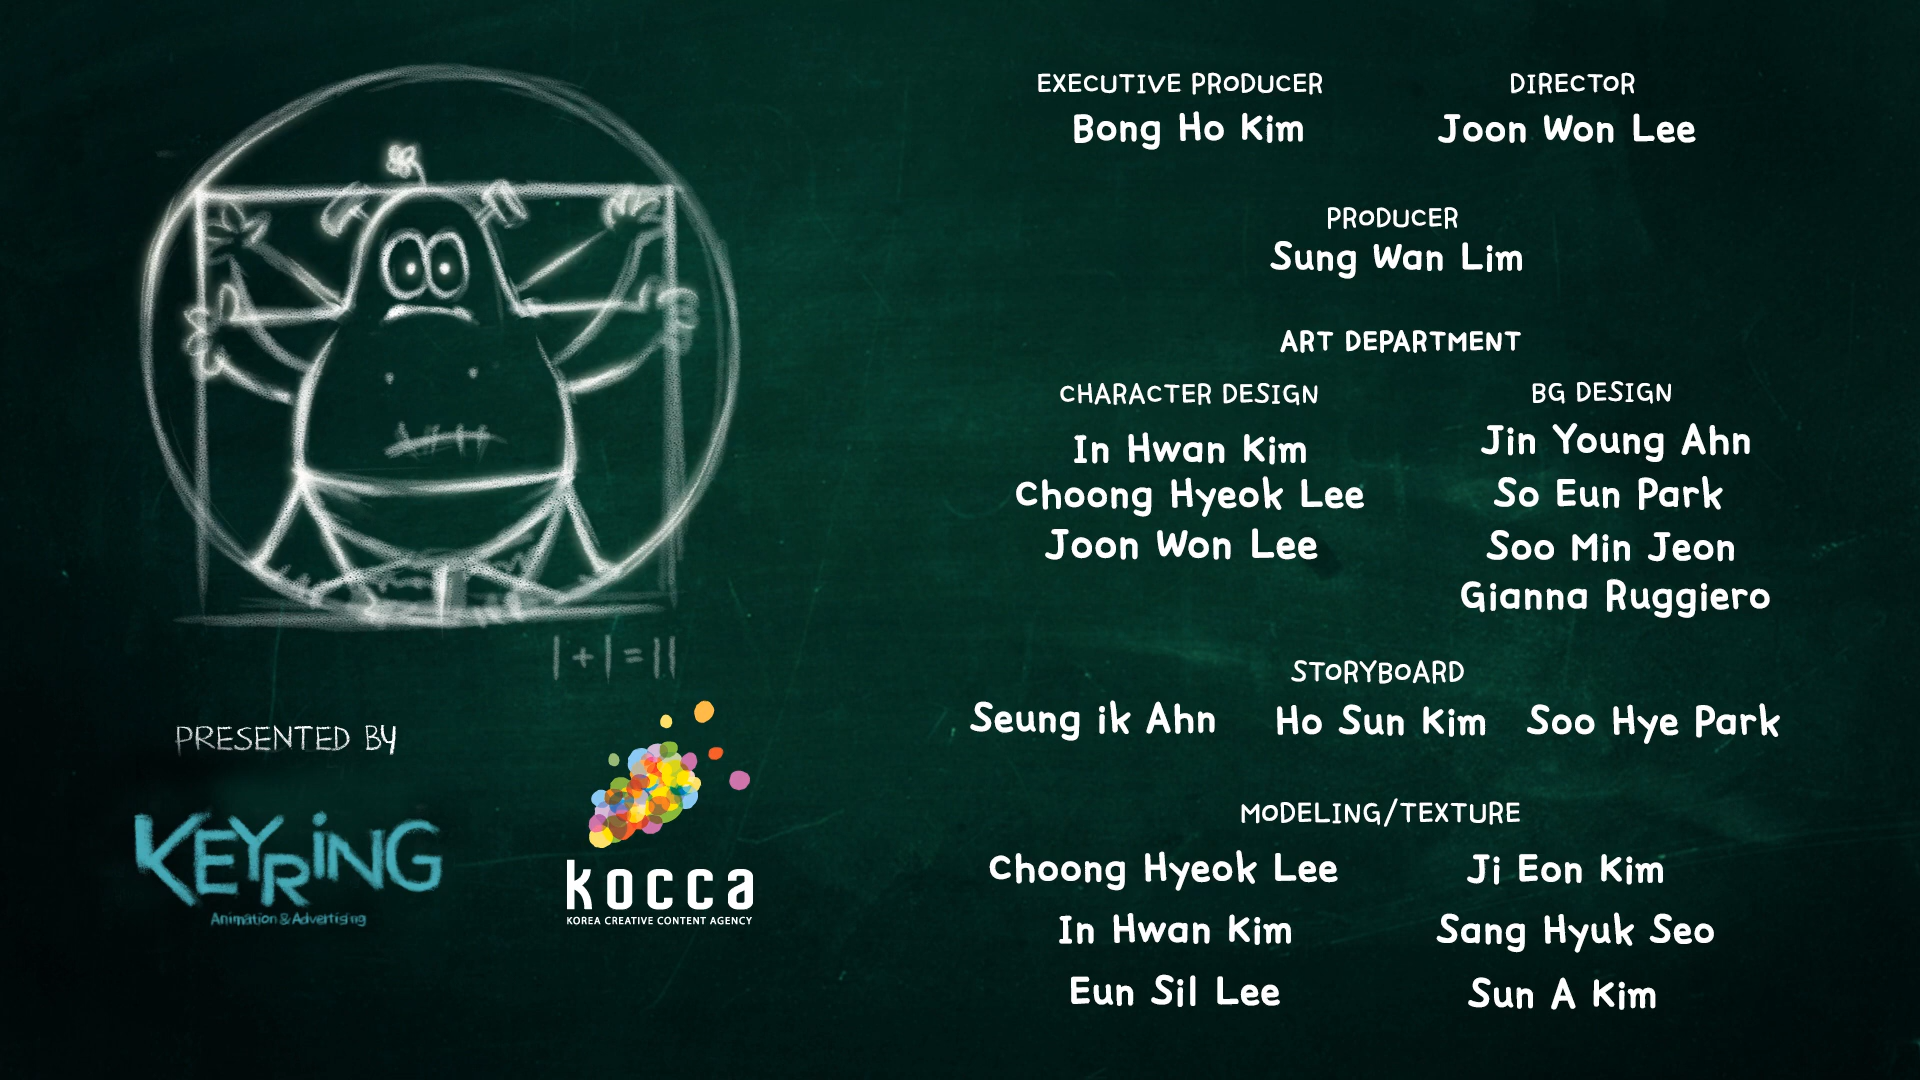 EXECUTIVE PRODUCER
Bong Ho Kim
DIRECTOR
Joon Won Lee
PRODUCER
Sung Wan Lim
ART DEPARTMENT
CHARACTER DESIGN
In Hwan Kim
Choong Hyeok Lee
Joon Won Lee
BG DESIGN
Jin Young Ahn
So Eun Park
Soo Min Jeon
Gianna Ruggiero
STORYBOARD
Seung ik Ahn Ho Sun Kim Soo Hye Park
MODELING/TEXTURE
Choong Hyeok Lee Ji Eon Kim
In Hwan Kim Sang Hyuk Seo
Eun Sil Lee Sun A Kim
1+1=11
PRESENTED BY
KEYRiNG
Animation & Advertising
kocca
KOREA CREATIVE CONTENT AGENCY